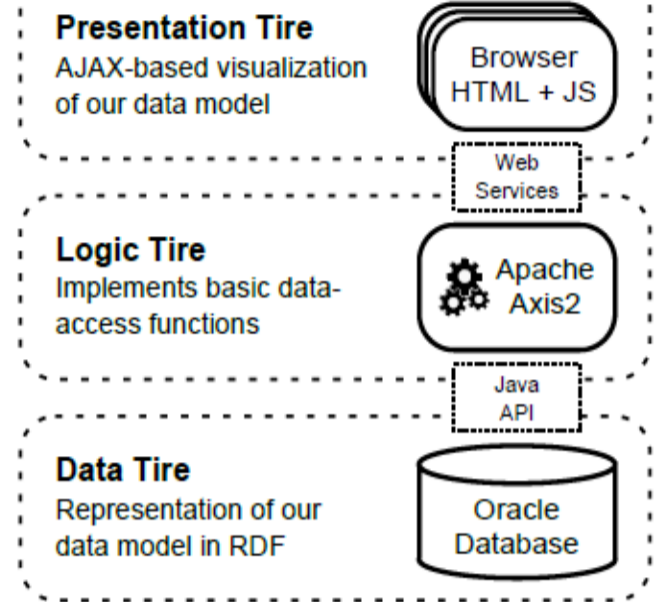 Presentation Tire
AJAX-based visualization
of our data model
Browser
HTML + JS
Web
Services
Logic Tire
Implements basic data-
access functions
Apache
Axis2
Java
API
Data Tire
Representation of our
data model in RDF
Oracle
Database